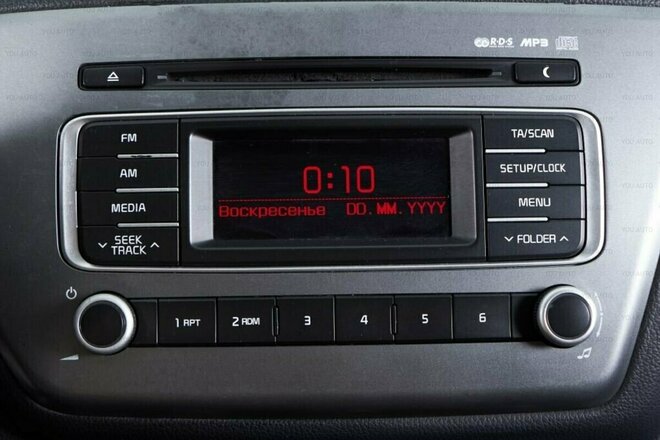 R·D·S MP3
FM
AM
MEDIA
SEEK
TRACK
0:10
Воскресенье DD.MM.YYYY
TA/SCAN
SETUP/CLOCK
MENU
FOLDER
1 RPT
2 RDM
3
4
5
6